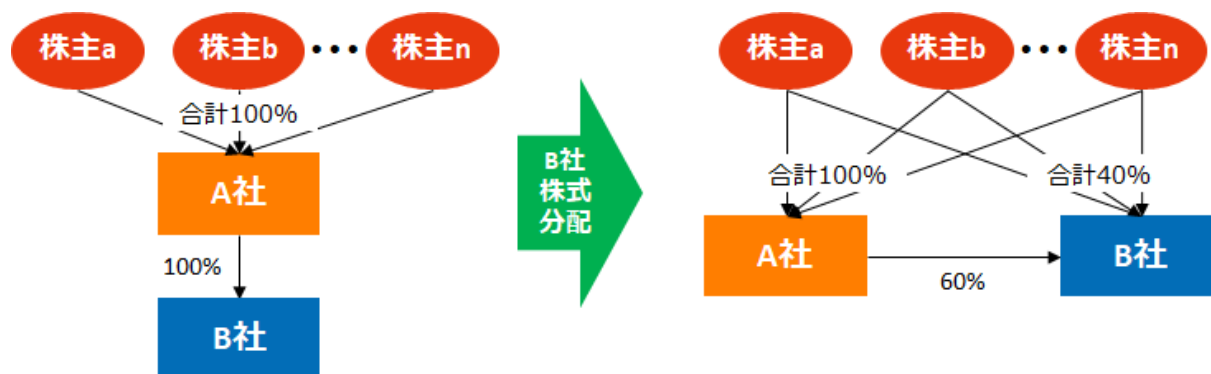 株主a
株主b
•••
株主n
合計100%
A社
100%
B社
B社
株式
分配
株主a
株主b
•••
株主n
合計100%
合計40%
A社
60%
B社